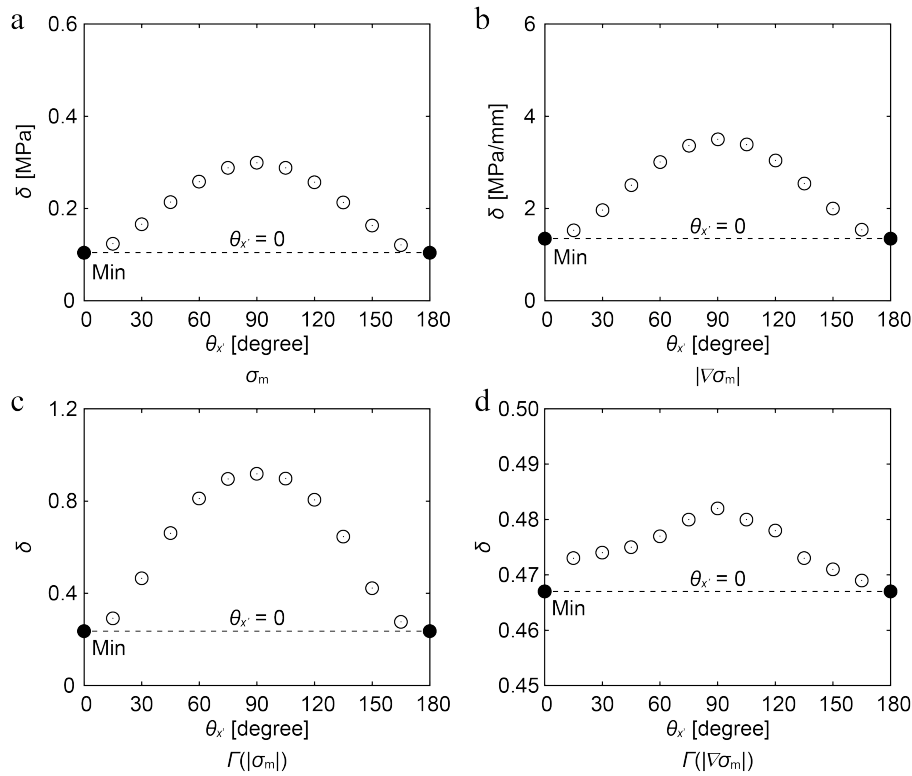 a
0.6
0.4
0.2
0
δ [MPa]
θx' = 0
Min
0 30 60 90 120 150 180
θx' [degree]
σm
b
6
4
2
0
δ [MPa/mm]
θx' = 0
Min
0 30 60 90 120 150 180
θx' [degree]
|∇σm|
c
1.2
0.8
0.4
0
δ
θx' = 0
Min
0 30 60 90 120 150 180
θx' [degree]
Γ(|σm|)
d
0.50
0.49
0.48
0.47
0.46
0.45
δ
θx' = 0
Min
0 30 60 90 120 150 180
θx' [degree]
Γ(|∇σm|)